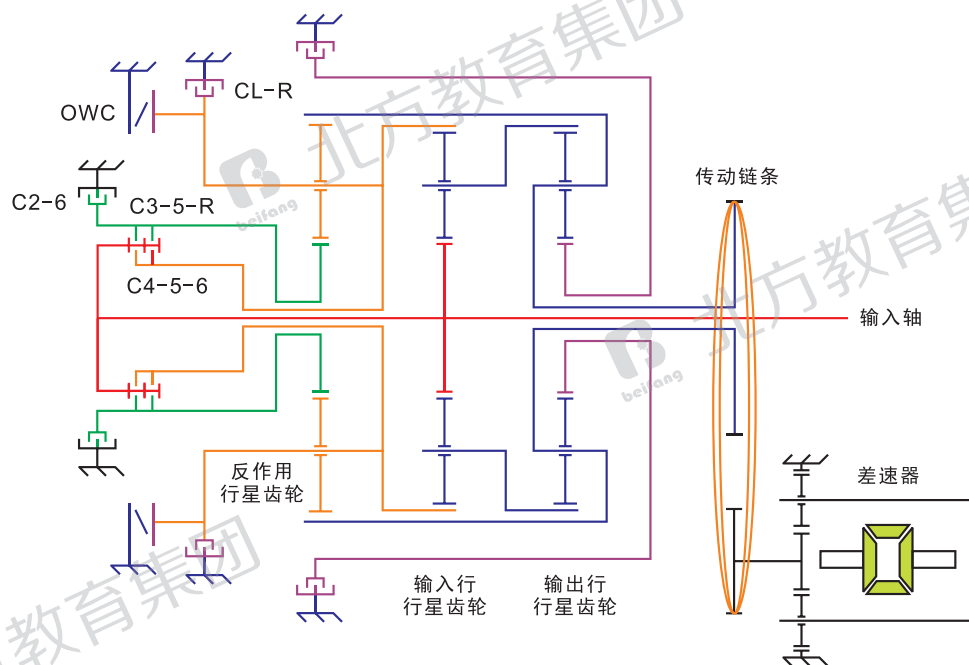 北方教育集团
beifang
OWC
CL-R
C2-6
C3-5-R
C4-5-6
传动链条
北方教育集
beifang
输入轴
反作用
行星齿轮
差速器
输入行
行星齿轮
输出行
行星齿轮
教育集团